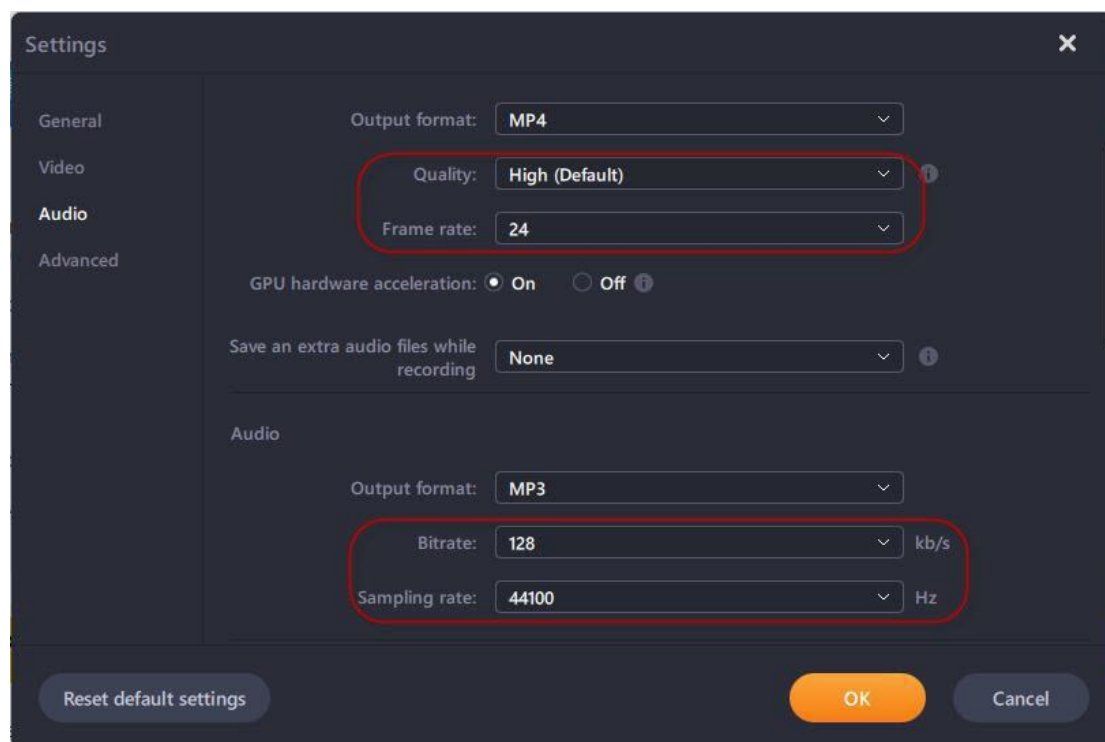 Settings
General
Video
Audio
Advanced
Output format: MP4
Quality: High (Default)
Frame rate: 24
GPU hardware acceleration: On Off
Save an extra audio files while
recording
None
Audio
Output format: MP3
Bitrate: 128 kb/s
Sampling rate: 44100 Hz
Reset default settings
OK
Cancel